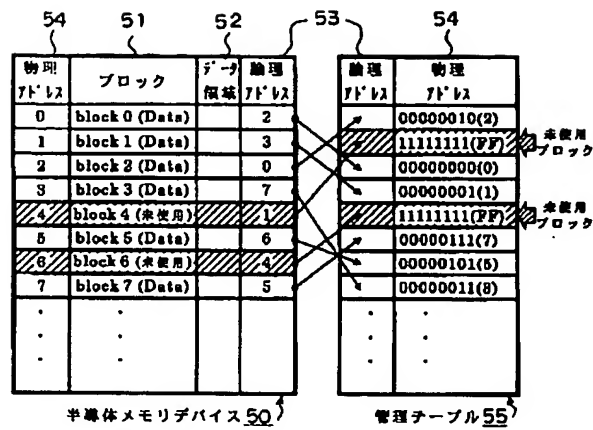 54 51 52 53 54
物理アドレス ブロック データ領域 論理アドレス
0 block 0 (Data) 2
1 block 1 (Data) 3
2 block 2 (Data) 0
3 block 3 (Data) 7
4 block 4 (未使用) 1
5 block 5 (Data) 6
6 block 6 (未使用) 4
7 block 7 (Data) 5
半導体メモリデバイス 50
論理アドレス 物理アドレス
00000010(2)
11111111(FF) 未使用ブロック
00000000(0)
00000001(1)
11111111(FF) 未使用ブロック
00000111(7)
00000101(5)
00000011(3)
管理テーブル 55